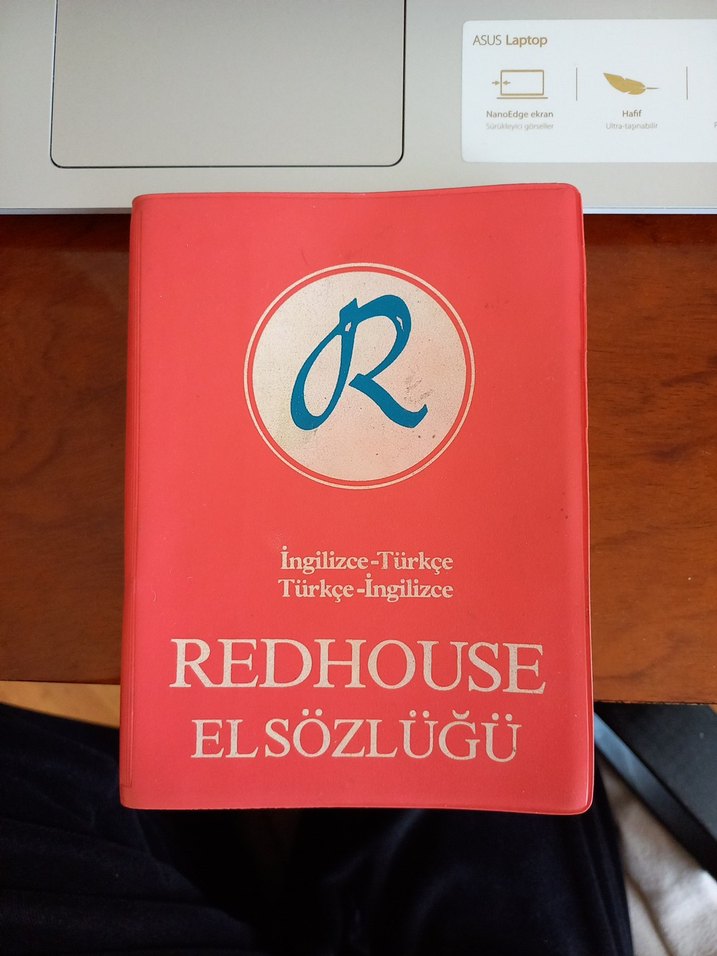 ASUS Laptop
NanoEdge ekran
Sürükleyici görseller
Hafif
Ultra-taşınabilir
R
İngilizce-Türkçe
Türkçe-İngilizce
REDHOUSE
EL SÖZLÜĞÜ